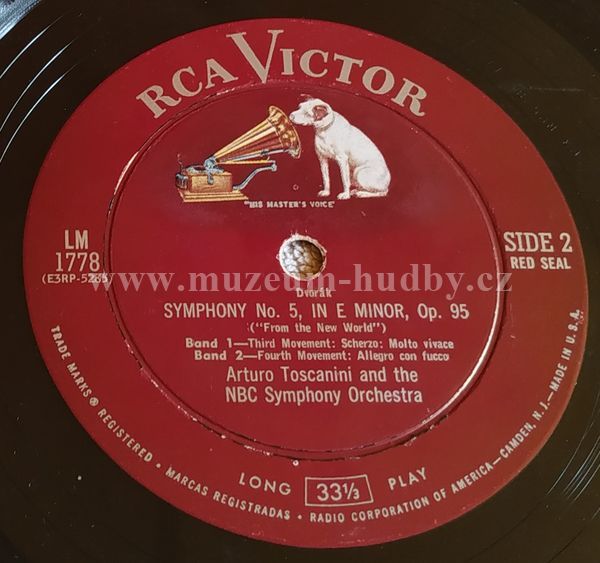 RCA VICTOR
"HIS MASTER'S VOICE"
LM
1778
(E3RP-5265
SIDE 2
RED SEAL
www.muzeum-hudby.cz
Dvořák
SYMPHONY No. 5, IN E MINOR, Op. 95
("From the New World")
Band 1—Third Movement: Scherzo: Molto vivace
Band 2—Fourth Movement: Allegro con fucco
Arturo Toscanini and the
NBC Symphony Orchestra
LONG 33⅓ PLAY
TRADE MARKS® REGISTERED • MARCAS REGISTRADAS • RADIO CORPORATION OF AMERICA—CAMDEN, N. J.—MADE IN U.S.A.